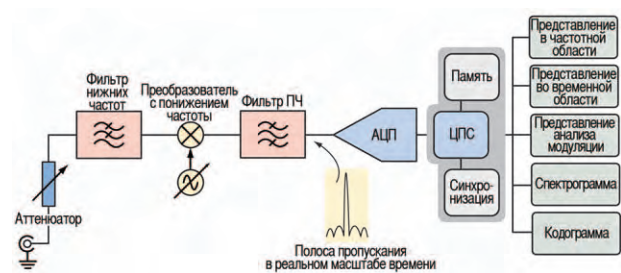 Фильтр
нижних
частот
Преобразователь
с понижением
частоты
Фильтр ПЧ
АЦП
Память
ЦПС
Синхро-
низация
Представление
в частотной
области
Представление
во временной
области
Представление
анализа
модуляции
Спектрограмма
Кодограмма
Аттенюатор
Полоса пропускания
в реальном масштабе времени